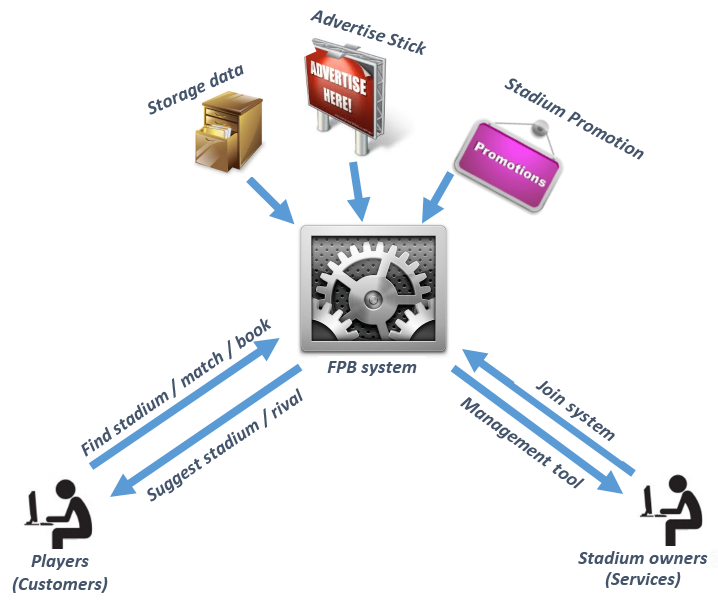 Advertise Stick
Storage data
ADVERTISE
HERE!
Stadium Promotion
Promotions
FPB system
Find stadium / match / book
Suggest stadium / rival
Join system
Management tool
Players
(Customers)
Stadium owners
(Services)